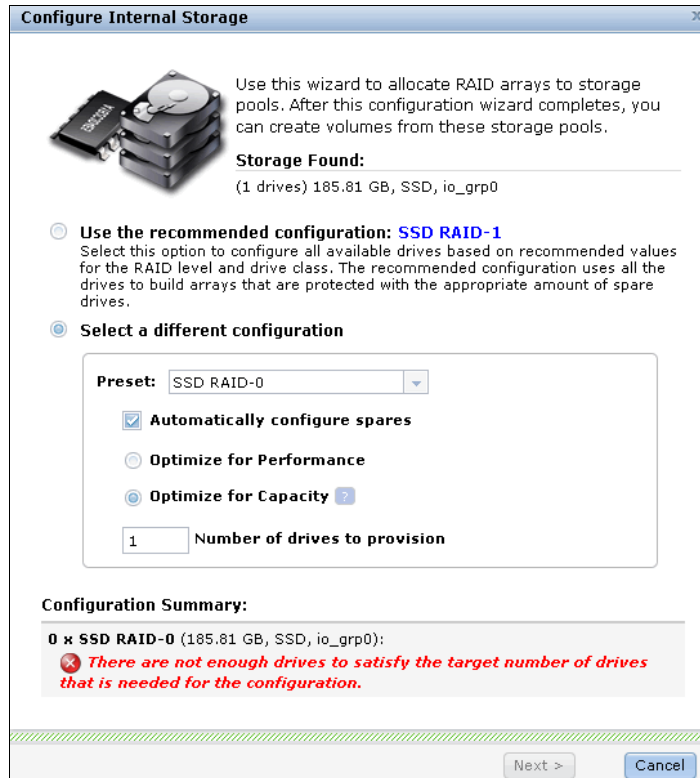 Configure Internal Storage
x
Use this wizard to allocate RAID arrays to storage
pools. After this configuration wizard completes, you
can create volumes from these storage pools.
Storage Found:
(1 drives) 185.81 GB, SSD, io_grp0
Use the recommended configuration: SSD RAID-1
Select this option to configure all available drives based on recommended values
for the RAID level and drive class. The recommended configuration uses all the
drives to build arrays that are protected with the appropriate amount of spare
drives.
Select a different configuration
Preset: SSD RAID-0
Automatically configure spares
Optimize for Performance
Optimize for Capacity ?
1 Number of drives to provision
Configuration Summary:
0 x SSD RAID-0 (185.81 GB, SSD, io_grp0):
There are not enough drives to satisfy the target number of drives
that is needed for the configuration.
Next > Cancel